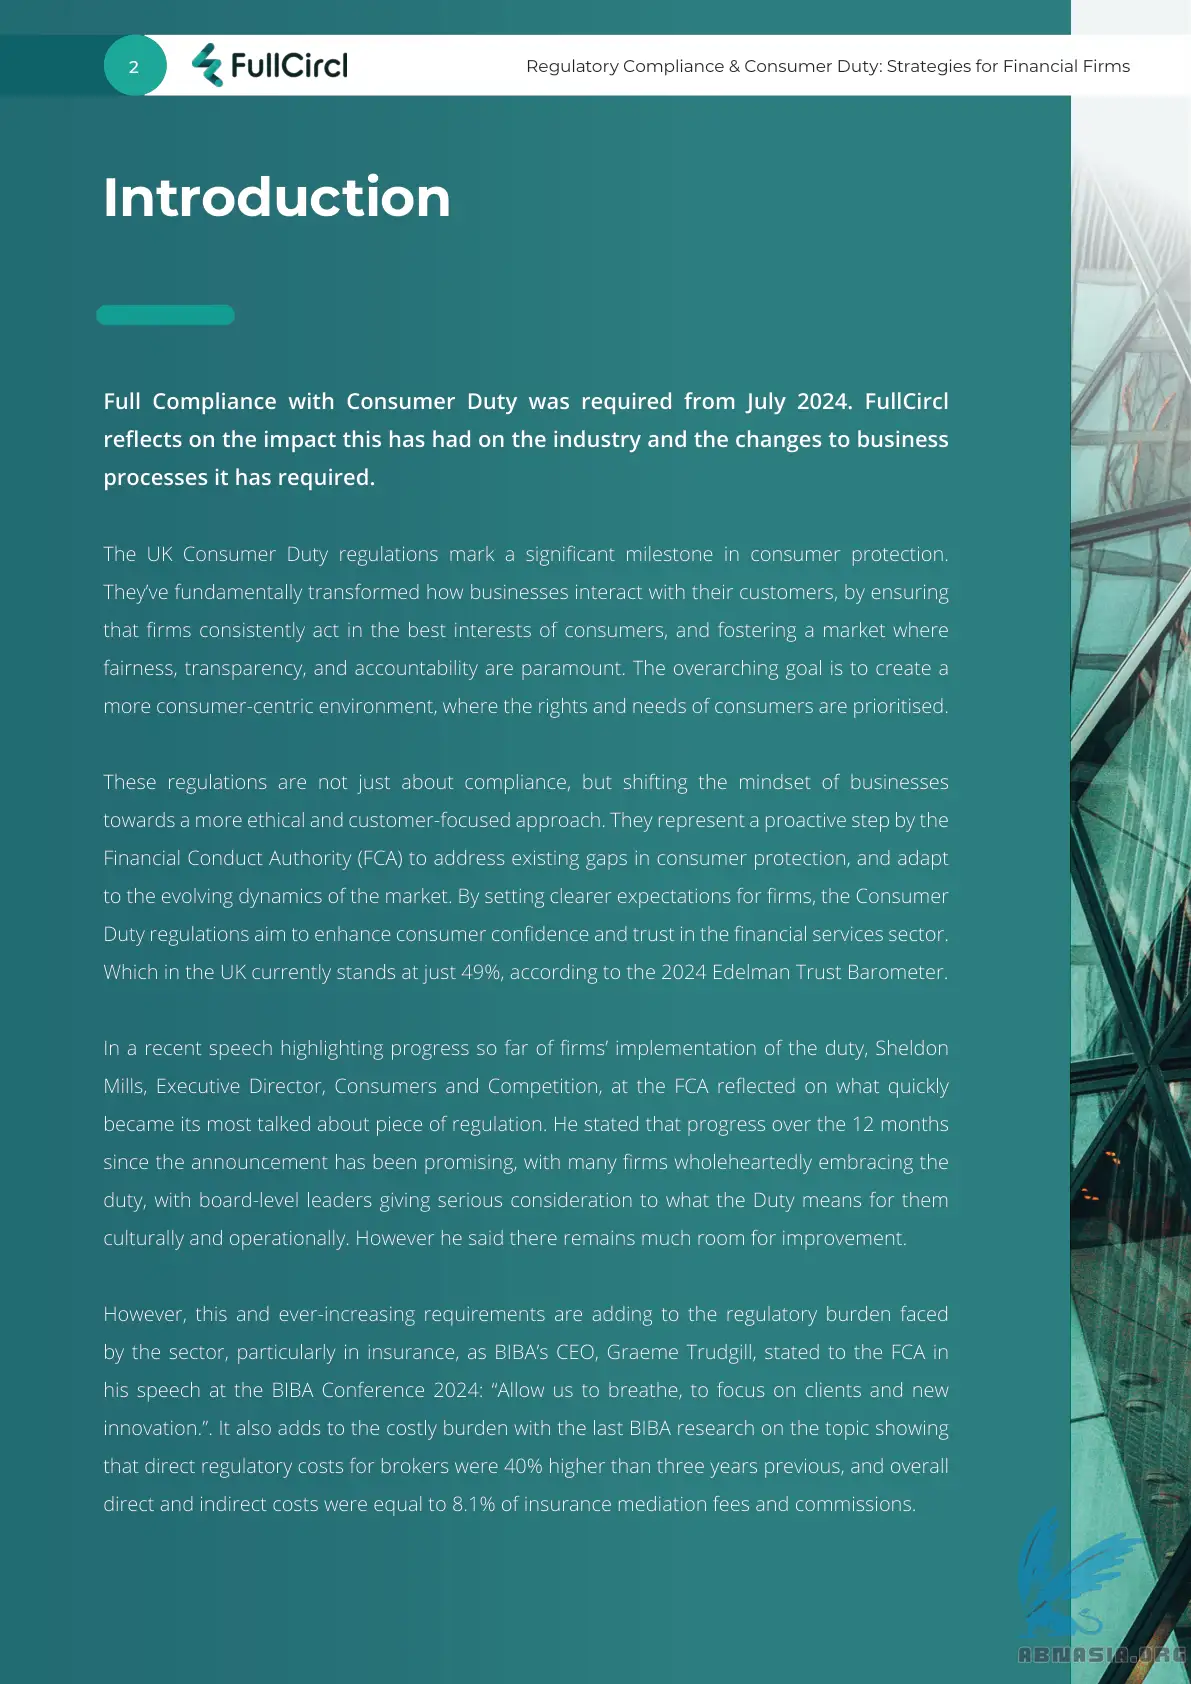 2
FullCircl
Regulatory Compliance & Consumer Duty: Strategies for Financial Firms
Introduction
Full Compliance with Consumer Duty was required from July 2024. FullCircl
reflects on the impact this has had on the industry and the changes to business
processes it has required.
The UK Consumer Duty regulations mark a significant milestone in consumer protection.
They’ve fundamentally transformed how businesses interact with their customers, by ensuring
that firms consistently act in the best interests of consumers, and fostering a market where
fairness, transparency, and accountability are paramount. The overarching goal is to create a
more consumer-centric environment, where the rights and needs of consumers are prioritised.
These regulations are not just about compliance, but shifting the mindset of businesses
towards a more ethical and customer-focused approach. They represent a proactive step by the
Financial Conduct Authority (FCA) to address existing gaps in consumer protection, and adapt
to the evolving dynamics of the market. By setting clearer expectations for firms, the Consumer
Duty regulations aim to enhance consumer confidence and trust in the financial services sector.
Which in the UK currently stands at just 49%, according to the 2024 Edelman Trust Barometer.
In a recent speech highlighting progress so far of firms’ implementation of the duty, Sheldon
Mills, Executive Director, Consumers and Competition, at the FCA reflected on what quickly
became its most talked about piece of regulation. He stated that progress over the 12 months
since the announcement has been promising, with many firms wholeheartedly embracing the
duty, with board-level leaders giving serious consideration to what the Duty means for them
culturally and operationally. However he said there remains much room for improvement.
However, this and ever-increasing requirements are adding to the regulatory burden faced
by the sector, particularly in insurance, as BIBA’s CEO, Graeme Trudgill, stated to the FCA in
his speech at the BIBA Conference 2024: “Allow us to breathe, to focus on clients and new
innovation.”. It also adds to the costly burden with the last BIBA research on the topic showing
that direct regulatory costs for brokers were 40% higher than three years previous, and overall
direct and indirect costs were equal to 8.1% of insurance mediation fees and commissions.
ABNASIA.ORG